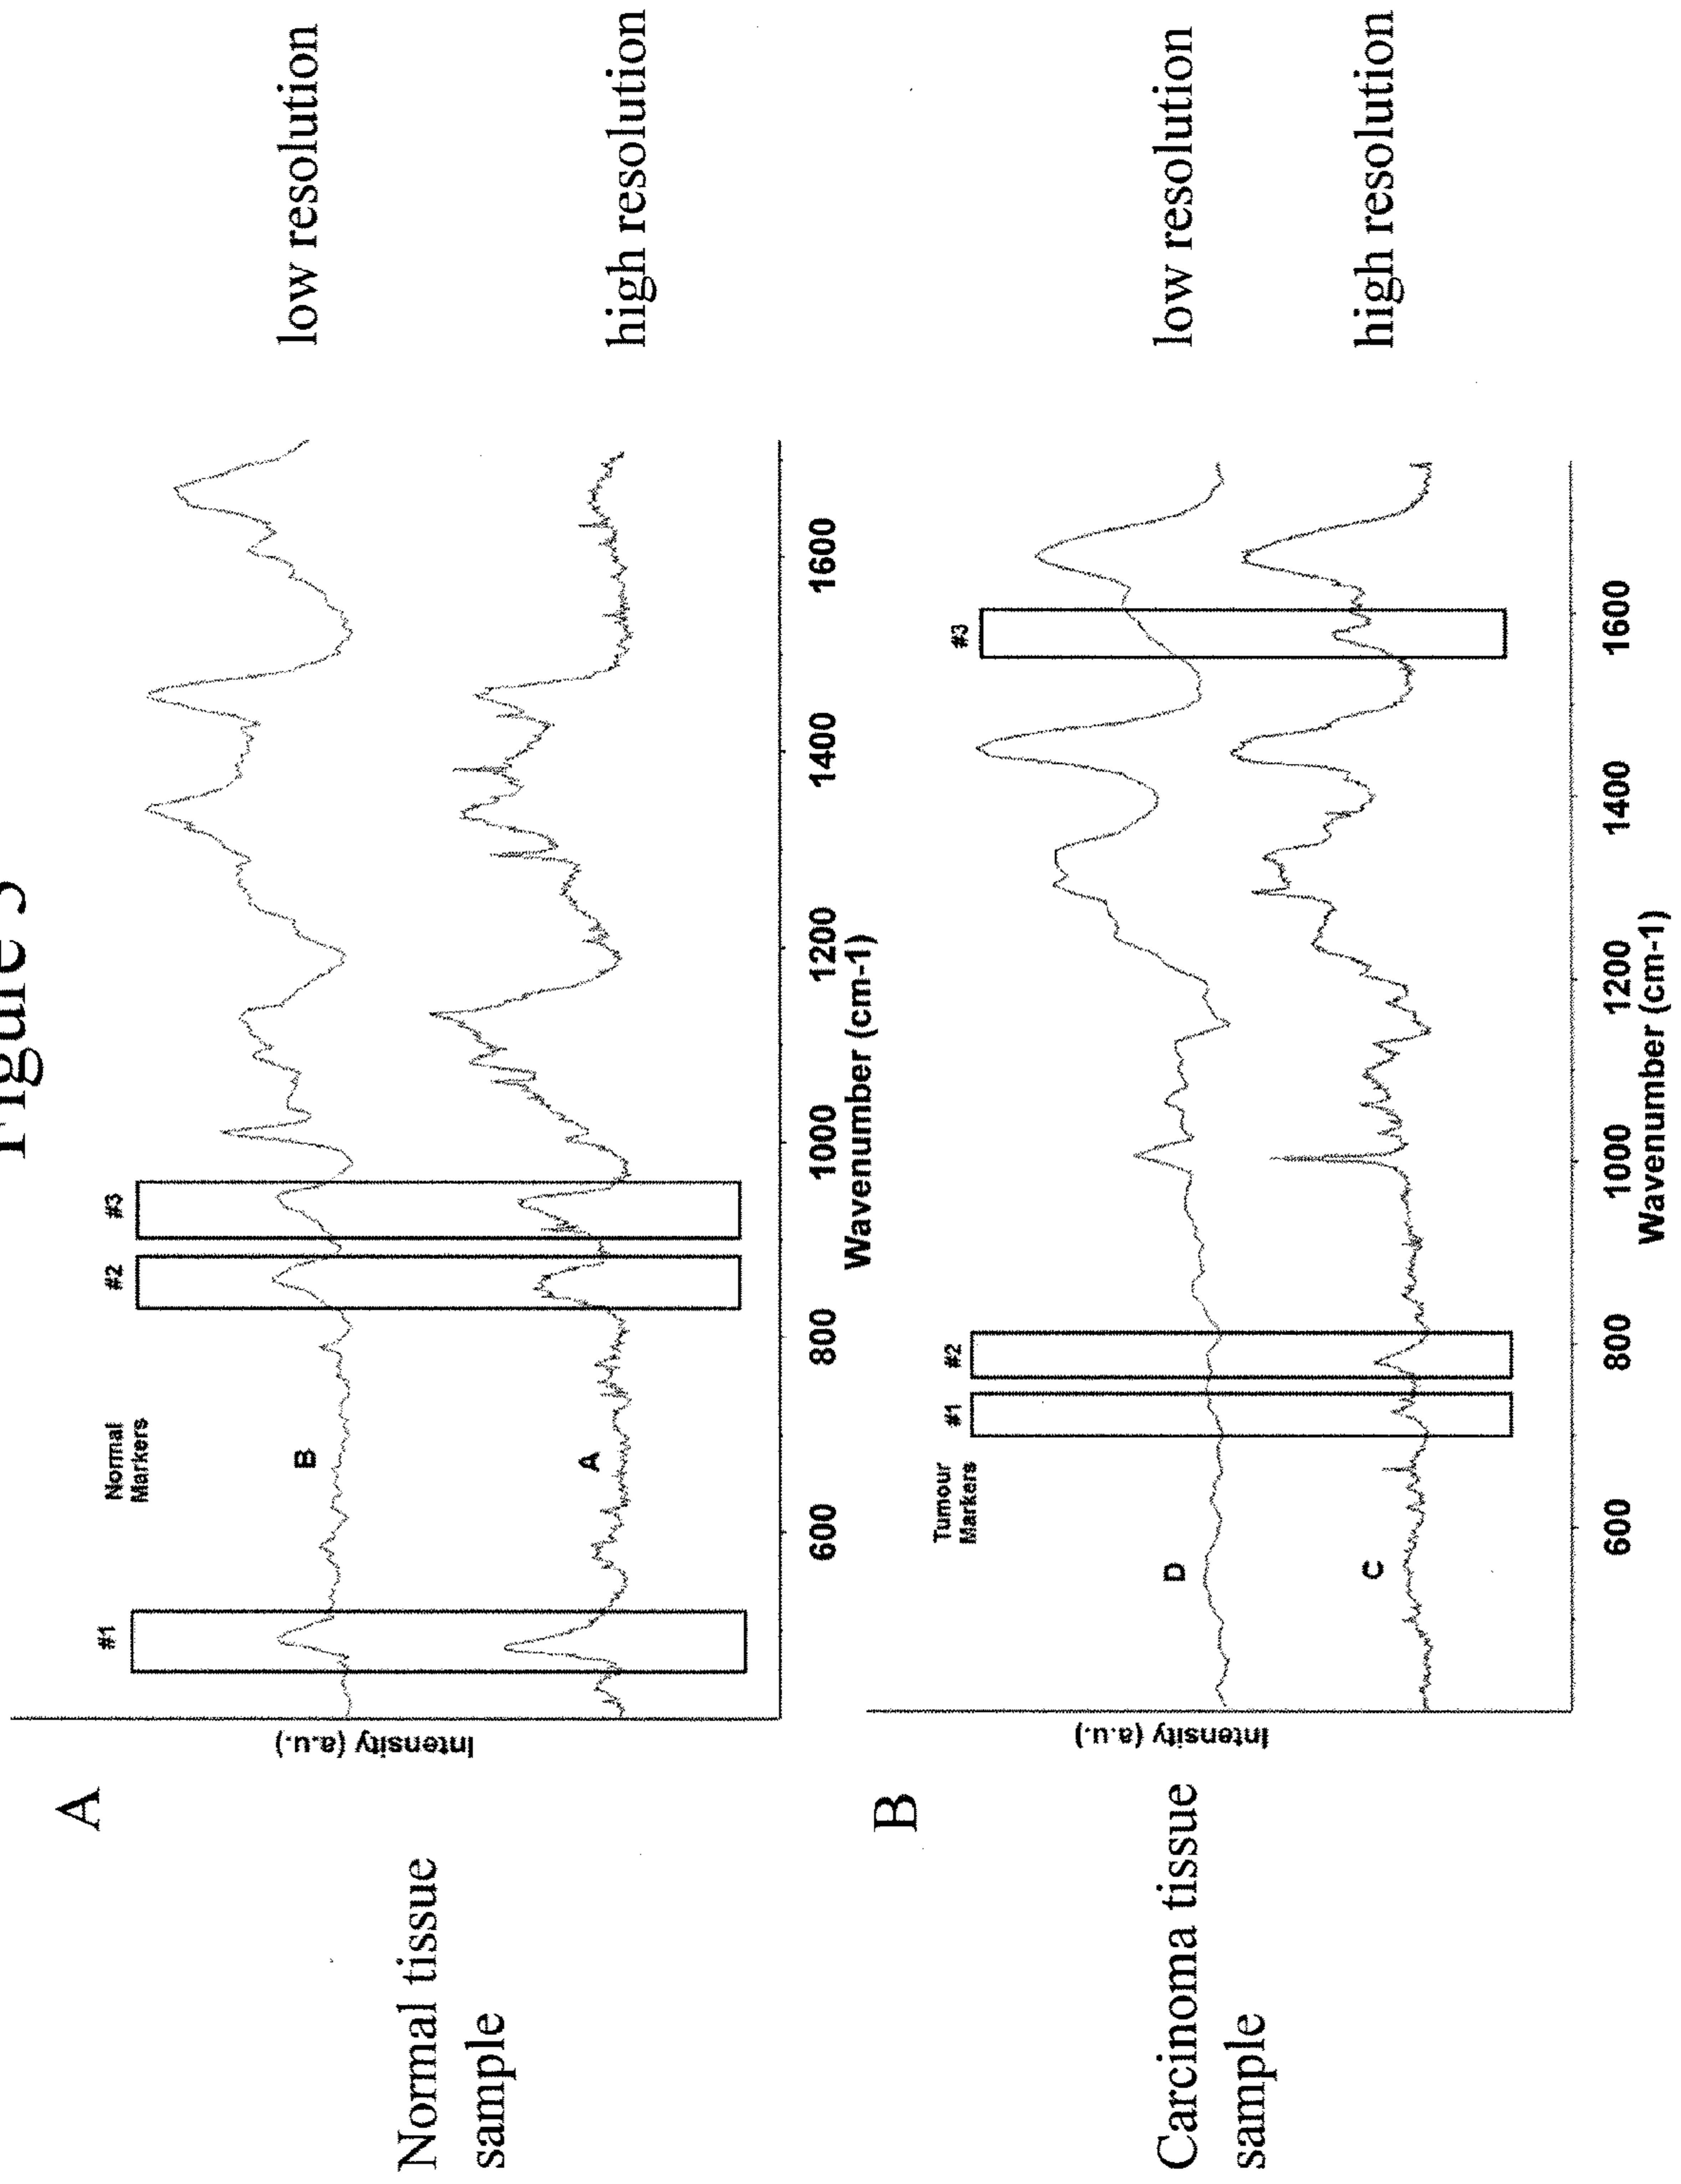 Figure 3
A
Normal tissue
sample
Intensity (a.u.)
#1
Normal
Markers
#2
#3
B
low resolution
A
high resolution
600
800
1000
1200
1400
1600
Wavenumber (cm-1)
B
Carcinoma tissue
sample
Intensity (a.u.)
Tumour
Markers
#1
#2
#3
D
low resolution
C
high resolution
600
800
1000
1200
1400
1600
Wavenumber (cm-1)